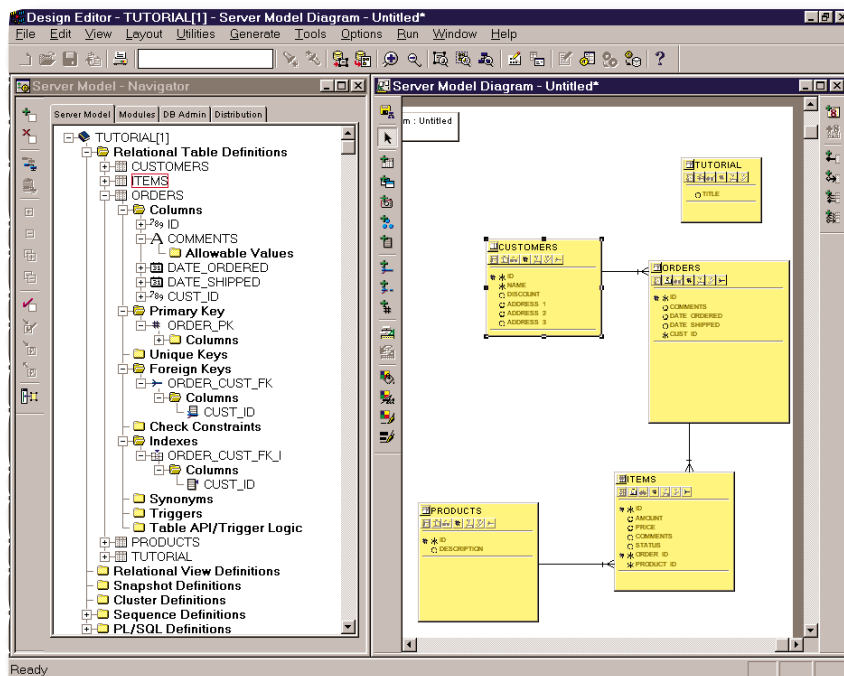 Design Editor - TUTORIAL[1] - Server Model Diagram - Untitled*
File Edit View Layout Utilities Generate Tools Options Run Window Help
Server Model - Navigator
Server Model Modules DB Admin Distribution
TUTORIAL[1]
Relational Table Definitions
CUSTOMERS
ITEMS
ORDERS
Columns
789 ID
A COMMENTS
Allowable Values
31 DATE_ORDERED
31 DATE_SHIPPED
789 CUST_ID
Primary Key
# ORDER_PK
Columns
Unique Keys
Foreign Keys
ORDER_CUST_FK
Columns
CUST_ID
Check Constraints
Indexes
ORDER_CUST_FK_I
Columns
CUST_ID
Synonyms
Triggers
Table API/Trigger Logic
PRODUCTS
TUTORIAL
Relational View Definitions
Snapshot Definitions
Cluster Definitions
Sequence Definitions
PL/SQL Definitions
Server Model Diagram - Untitled*
m : Untitled
TUTORIAL
TITLE
CUSTOMERS
# * ID
* NAME
DISCOUNT
ADDRESS 1
ADDRESS 2
ADDRESS 3
ORDERS
# * ID
COMMENTS
DATE ORDERED
DATE SHIPPED
* CUST ID
PRODUCTS
# * ID
DESCRIPTION
ITEMS
# * ID
AMOUNT
PRICE
COMMENTS
STATUS
# * ORDER ID
* PRODUCT ID
Ready